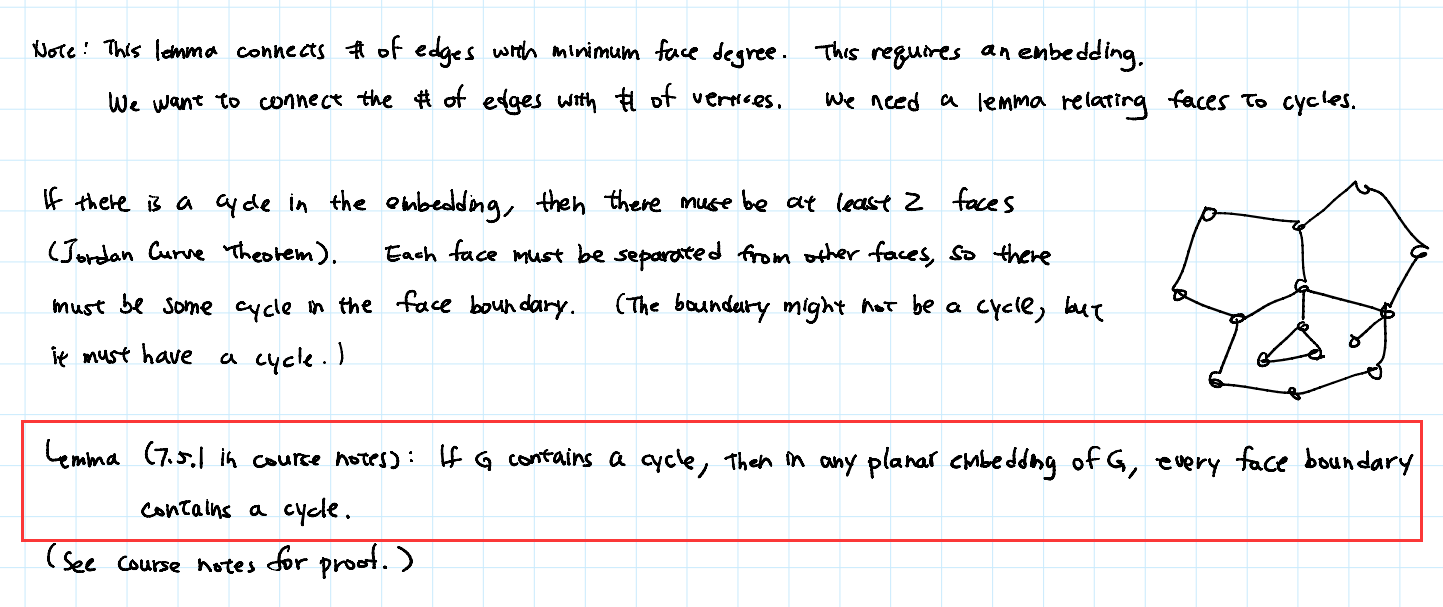 Note: This lemma connects # of edges with minimum face degree. This requires an embedding.
We want to connect the # of edges with # of vertices. We need a lemma relating faces to cycles.
If there is a cycle in the embedding, then there must be at least 2 faces
(Jordan Curve Theorem). Each face must be separated from other faces, so there
must be some cycle in the face boundary. (The boundary might not be a cycle, but
it must have a cycle.)
Lemma (7.5.1 in course notes): If G contains a cycle, then in any planar embedding of G, every face boundary
contains a cycle.
(See course notes for proof.)